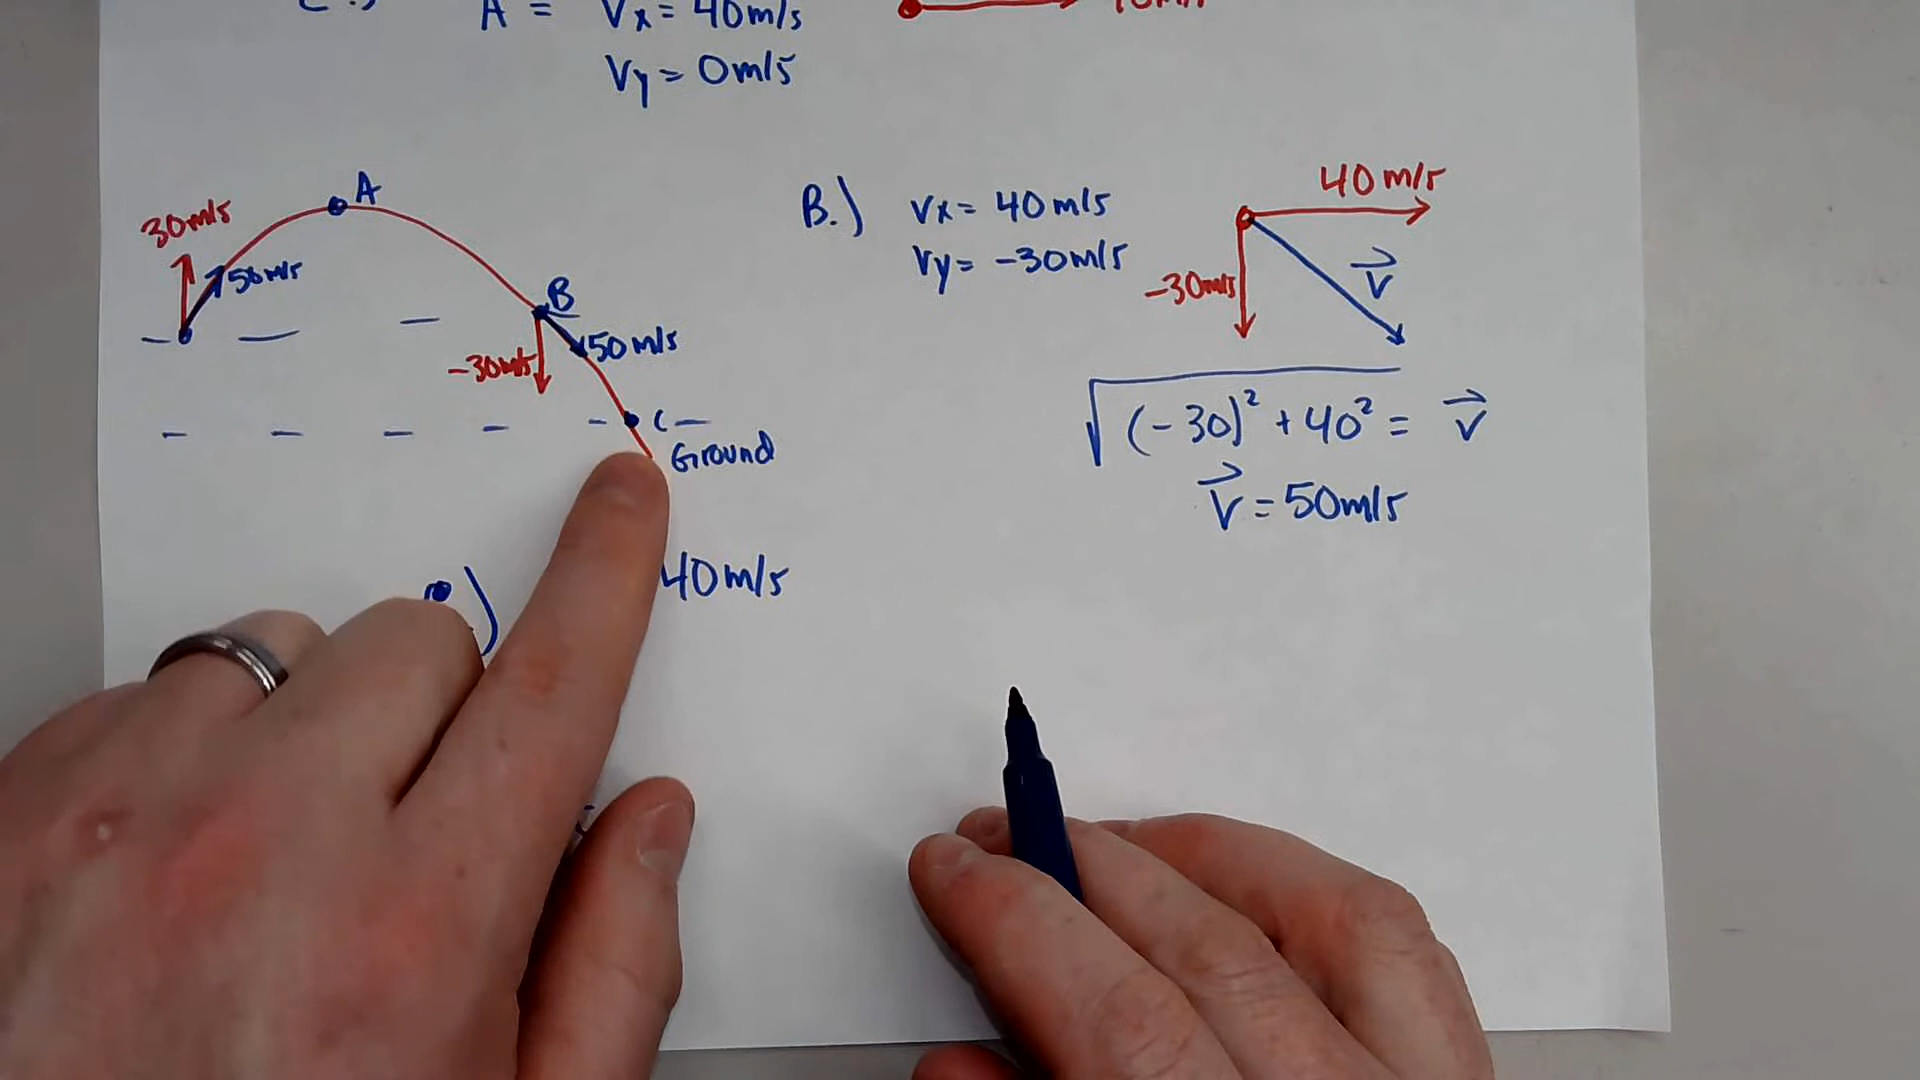 A = Vx = 40m/s
Vy = 0m/s
30m/s
A
50m/s
B
50m/s
-30m/s
C
Ground
B.) vx = 40m/s
vy = -30m/s
40m/s
-30m/s
v
√(-30)² + 40² = v
v = 50m/s
40m/s